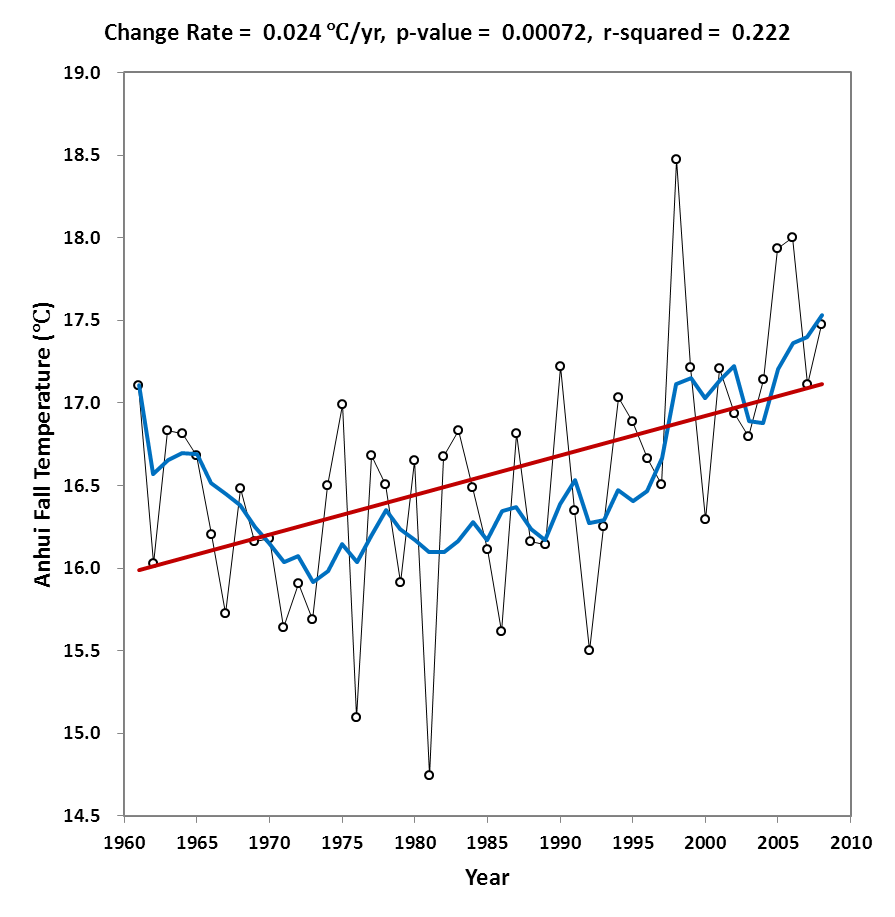 Change Rate = 0.024 ℃/yr, p-value = 0.00072, r-squared = 0.222
19.0
18.5
18.0
17.5
17.0
16.5
16.0
15.5
15.0
14.5
Anhui Fall Temperature (℃)
1960 1965 1970 1975 1980 1985 1990 1995 2000 2005 2010
Year